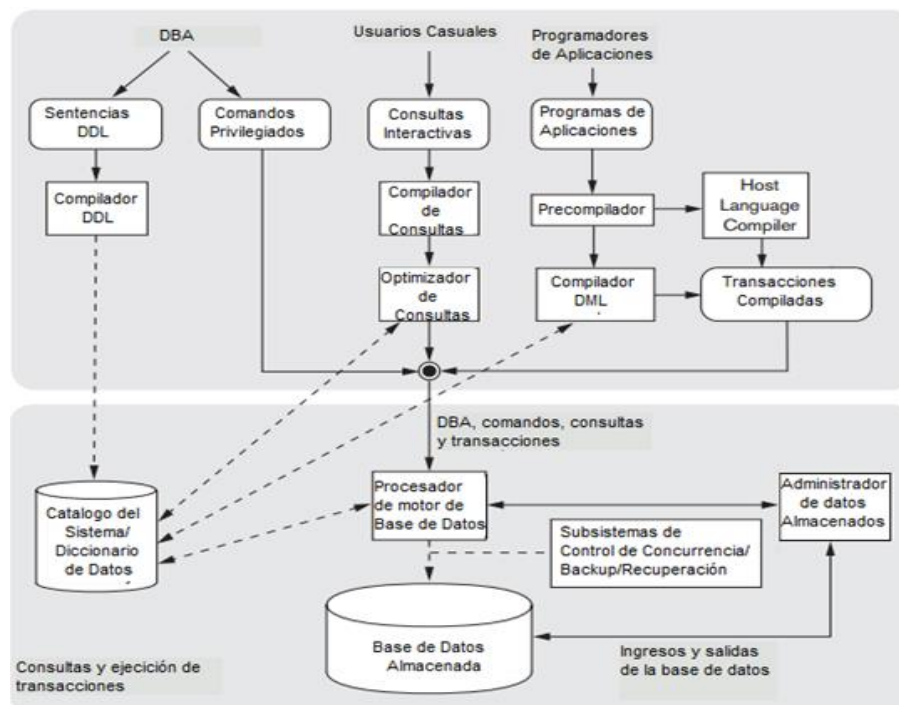 DBA
Usuarios Casuales
Programadores
de Aplicaciones
Sentencias
DDL
Comandos
Privilegiados
Consultas
Interactivas
Programas de
Aplicaciones
Compilador
DDL
Compilador
de
Consultas
Precompilador
Host
Language
Compiler
Optimizador
de
Consultas
Compilador
DML
Transacciones
Compiladas
DBA, comandos, consultas
y transacciones
Catalogo del
Sistema/
Diccionario
de Datos
Procesador
de motor de
Base de Datos
Administrador
de datos
Almacenados
Subsistemas de
Control de Concurrencia/
Backup/Recuperación
Base de Datos
Almacenada
Ingresos y salidas
de la base de datos
Consultas y ejecición de
transacciones